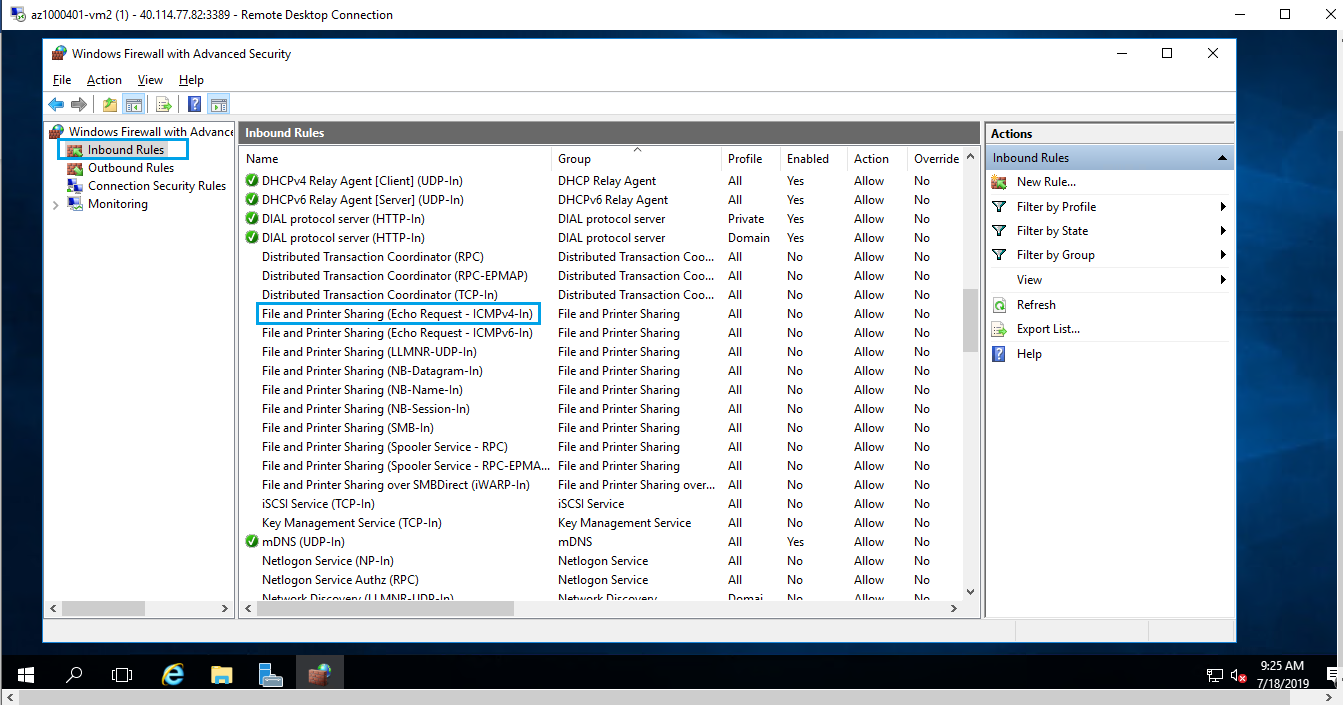 az1000401-vm2 (1) - 40.114.77.82:3389 - Remote Desktop Connection
Windows Firewall with Advanced Security
File Action View Help
Windows Firewall with Advance
Inbound Rules
Outbound Rules
Connection Security Rules
Monitoring
Inbound Rules
Name Group Profile Enabled Action Override
DHCPv4 Relay Agent [Client] (UDP-In) DHCP Relay Agent All Yes Allow No
DHCPv6 Relay Agent [Server] (UDP-In) DHCPv6 Relay Agent All Yes Allow No
DIAL protocol server (HTTP-In) DIAL protocol server Private Yes Allow No
DIAL protocol server (HTTP-In) DIAL protocol server Domain Yes Allow No
Distributed Transaction Coordinator (RPC) Distributed Transaction Coo... All No Allow No
Distributed Transaction Coordinator (RPC-EPMAP) Distributed Transaction Coo... All No Allow No
Distributed Transaction Coordinator (TCP-In) Distributed Transaction Coo... All No Allow No
File and Printer Sharing (Echo Request - ICMPv4-In) File and Printer Sharing All No Allow No
File and Printer Sharing (Echo Request - ICMPv6-In) File and Printer Sharing All No Allow No
File and Printer Sharing (LLMNR-UDP-In) File and Printer Sharing All No Allow No
File and Printer Sharing (NB-Datagram-In) File and Printer Sharing All No Allow No
File and Printer Sharing (NB-Name-In) File and Printer Sharing All No Allow No
File and Printer Sharing (NB-Session-In) File and Printer Sharing All No Allow No
File and Printer Sharing (SMB-In) File and Printer Sharing All No Allow No
File and Printer Sharing (Spooler Service - RPC) File and Printer Sharing All No Allow No
File and Printer Sharing (Spooler Service - RPC-EPMA... File and Printer Sharing All No Allow No
File and Printer Sharing over SMBDirect (iWARP-In) File and Printer Sharing over... All No Allow No
iSCSI Service (TCP-In) iSCSI Service All No Allow No
Key Management Service (TCP-In) Key Management Service All No Allow No
mDNS (UDP-In) mDNS All Yes Allow No
Netlogon Service (NP-In) Netlogon Service All No Allow No
Netlogon Service Authz (RPC) Netlogon Service All No Allow No
Network Discovery (LLMNR-UDP-In) Network Discovery Domai No Allow No
Actions
Inbound Rules
New Rule...
Filter by Profile
Filter by State
Filter by Group
View
Refresh
Export List...
Help
9:25 AM
7/18/2019